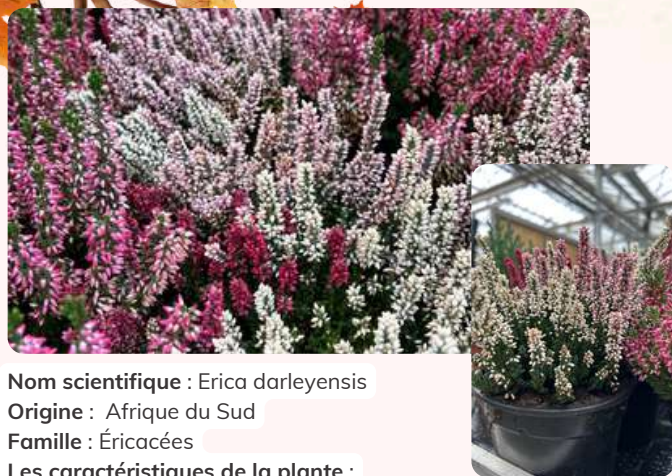 Nom scientifique : Erica darleyensis
Origine : Afrique du Sud
Famille : Éricacées
Les caractéristiques de la plante :